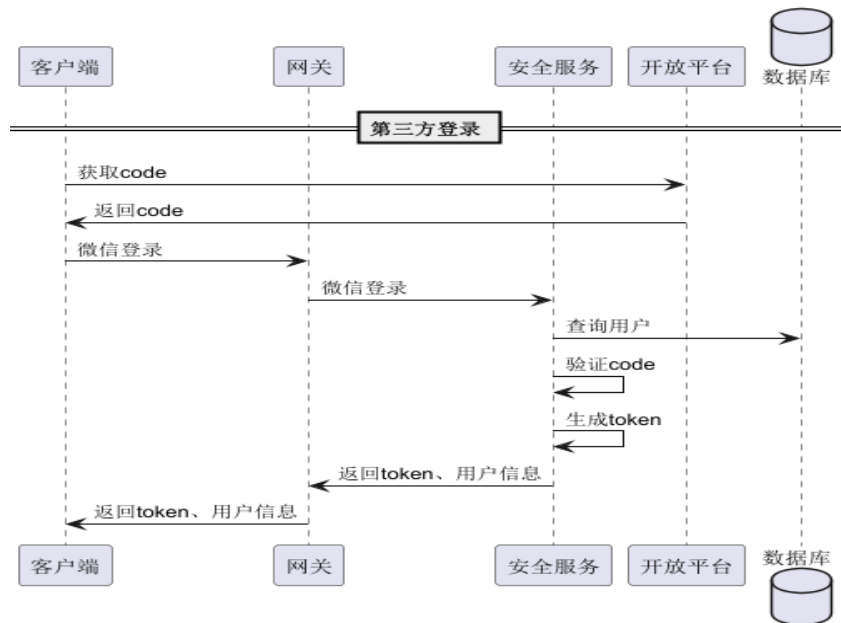 客户端
网关
安全服务
开放平台
数据库
第三方登录
获取code
返回code
微信登录
微信登录
查询用户
验证code
生成token
返回token、用户信息
返回token、用户信息
客户端
网关
安全服务
开放平台
数据库